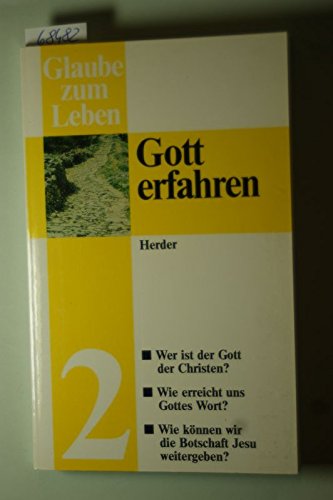 68482
Glaube
zum
Leben
Gott
erfahren
Herder
2
■ Wer ist der Gott
der Christen?
■ Wie erreicht uns
Gottes Wort?
■ Wie können wir
die Botschaft Jesu
weitergeben?